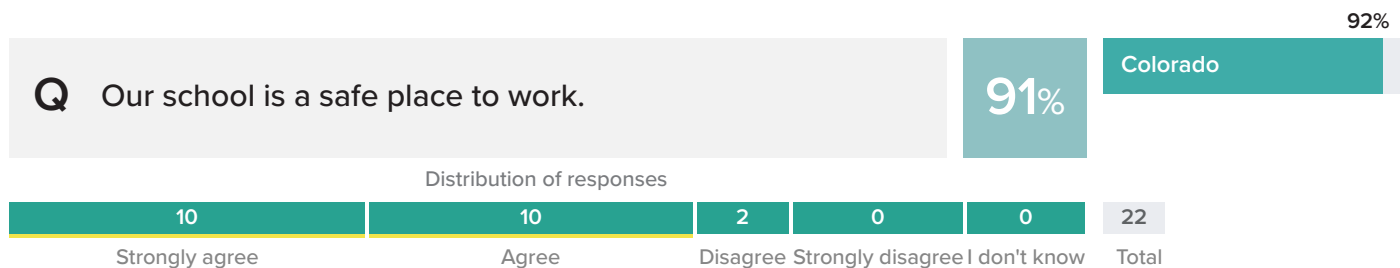 92%
Q Our school is a safe place to work.
91%
Colorado
Distribution of responses
10 10 2 0 0 22
Strongly agree Agree Disagree Strongly disagree I don't know Total